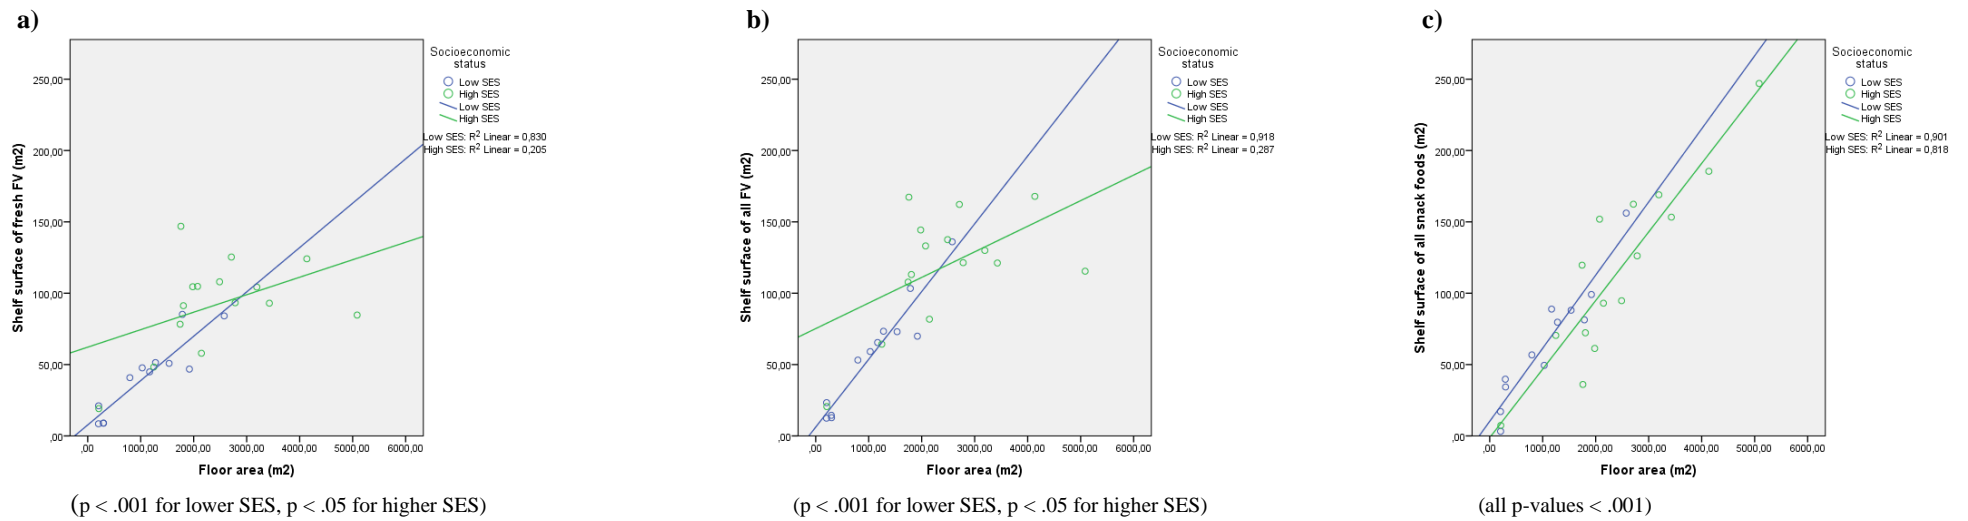 a)
Shelf surface of fresh FV (m2)
250,00
200,00
150,00
100,00
50,00
,00
,00 1000,00 2000,00 3000,00 4000,00 5000,00 6000,00
Floor area (m2)
Socioeconomic
status
Low SES
High SES
Low SES
High SES
Low SES: R2 Linear = 0,830
High SES: R2 Linear = 0,205
(p < .001 for lower SES, p < .05 for higher SES)
b)
Shelf surface of all FV (m2)
250,00
200,00
150,00
100,00
50,00
,00
,00 1000,00 2000,00 3000,00 4000,00 5000,00 6000,00
Floor area (m2)
Socioeconomic
status
Low SES
High SES
Low SES
High SES
Low SES: R2 Linear = 0,918
High SES: R2 Linear = 0,287
(p < .001 for lower SES, p < .05 for higher SES)
c)
Shelf surface of all snack foods (m2)
250,00
200,00
150,00
100,00
50,00
,00
,00 1000,00 2000,00 3000,00 4000,00 5000,00 6000,00
Floor area (m2)
Socioeconomic
status
Low SES
High SES
Low SES
High SES
Low SES: R2 Linear = 0,901
High SES: R2 Linear = 0,818
(all p-values < .001)